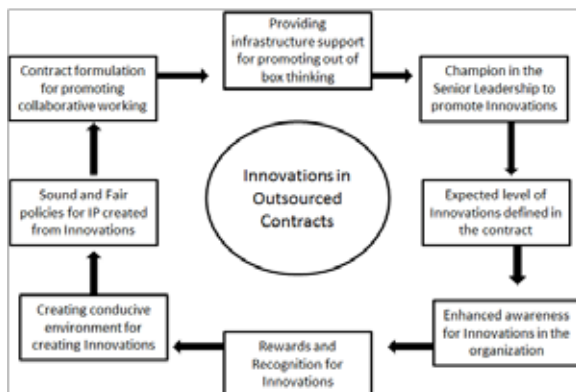 Providing
infrastructure support
for promoting out of
box thinking
Champion in the
Senior Leadership to
promote Innovations
Expected level of
Innovations defined in
the contract
Enhanced awareness
for Innovations in the
organization
Rewards and
Recognition for
Innovations
Creating conducive
environment for
creating Innovations
Sound and Fair
policies for IP created
from Innovations
Contract formulation
for promoting
collaborative working
Innovations in
Outsourced
Contracts